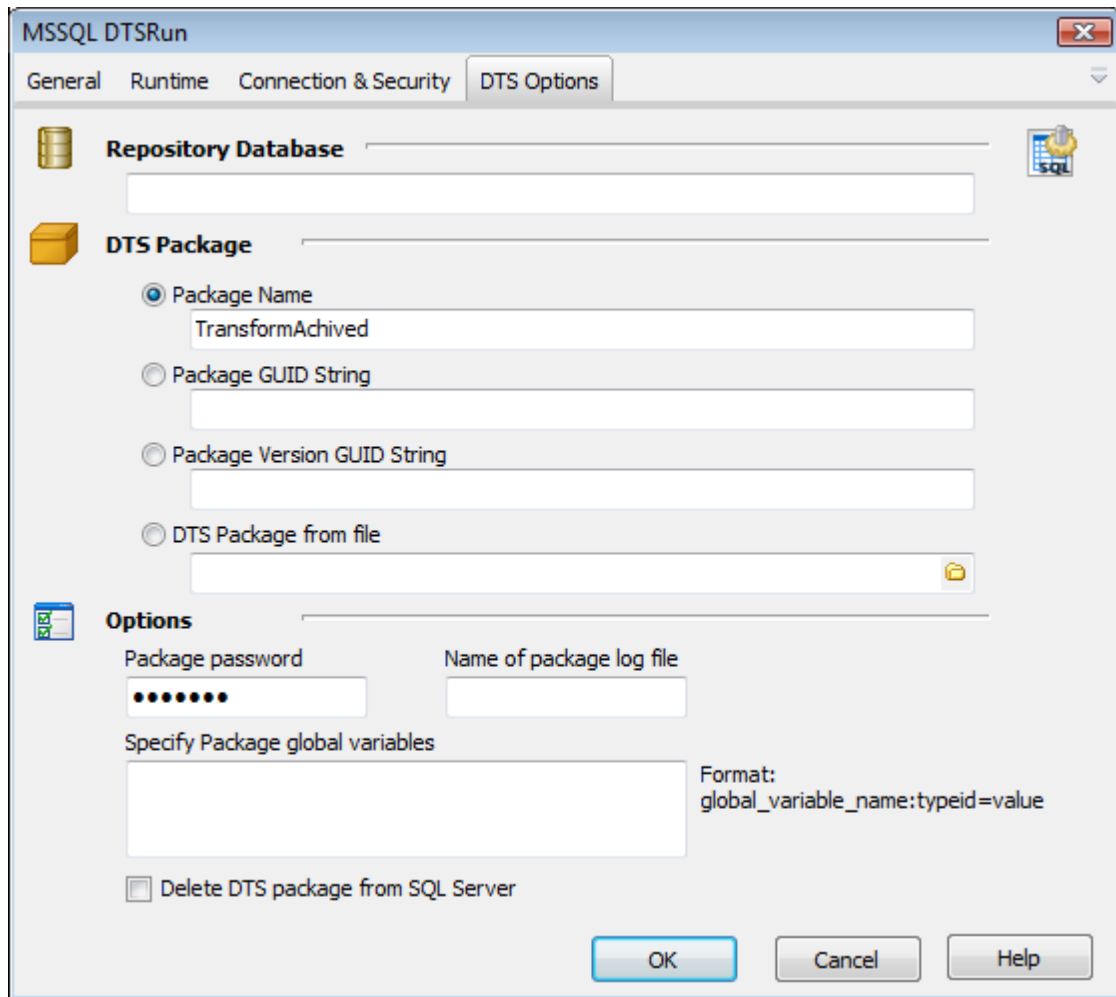 MSSQL DTSRun
General Runtime Connection & Security DTS Options
Repository Database
SQL
DTS Package
Package Name
TransformAchived
Package GUID String
Package Version GUID String
DTS Package from file
Options
Package password Name of package log file
•••••••
Specify Package global variables
Format:
global_variable_name:typeid=value
Delete DTS package from SQL Server
OK Cancel Help